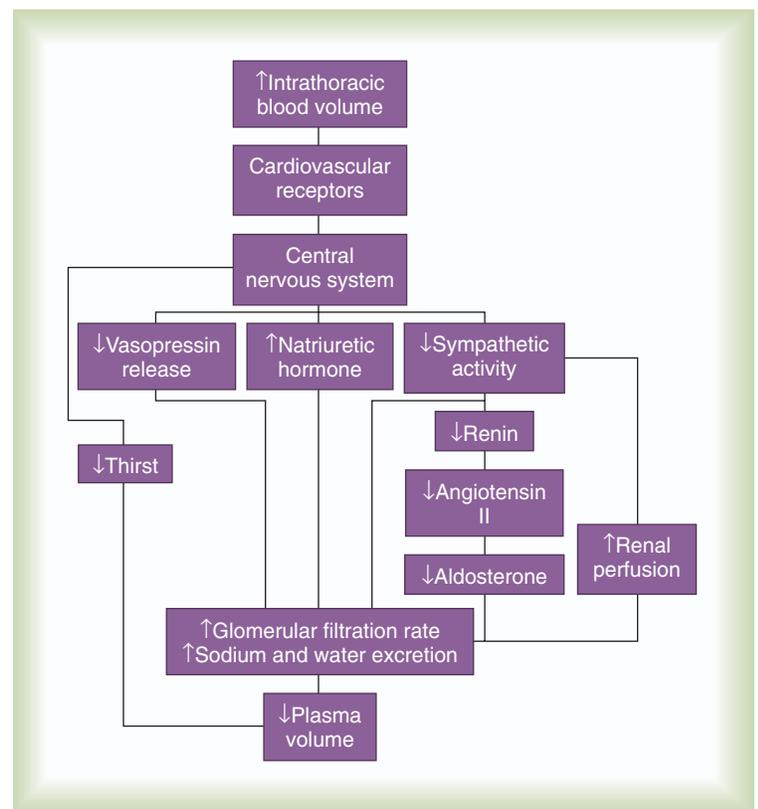 ↑Intrathoracic
blood volume
Cardiovascular
receptors
Central
nervous system
↓Vasopressin
release
↑Natriuretic
hormone
↓Sympathetic
activity
↓Renin
↓Thirst
↓Angiotensin
II
↑Renal
perfusion
↓Aldosterone
↑Glomerular filtration rate
↑Sodium and water excretion
↓Plasma
volume